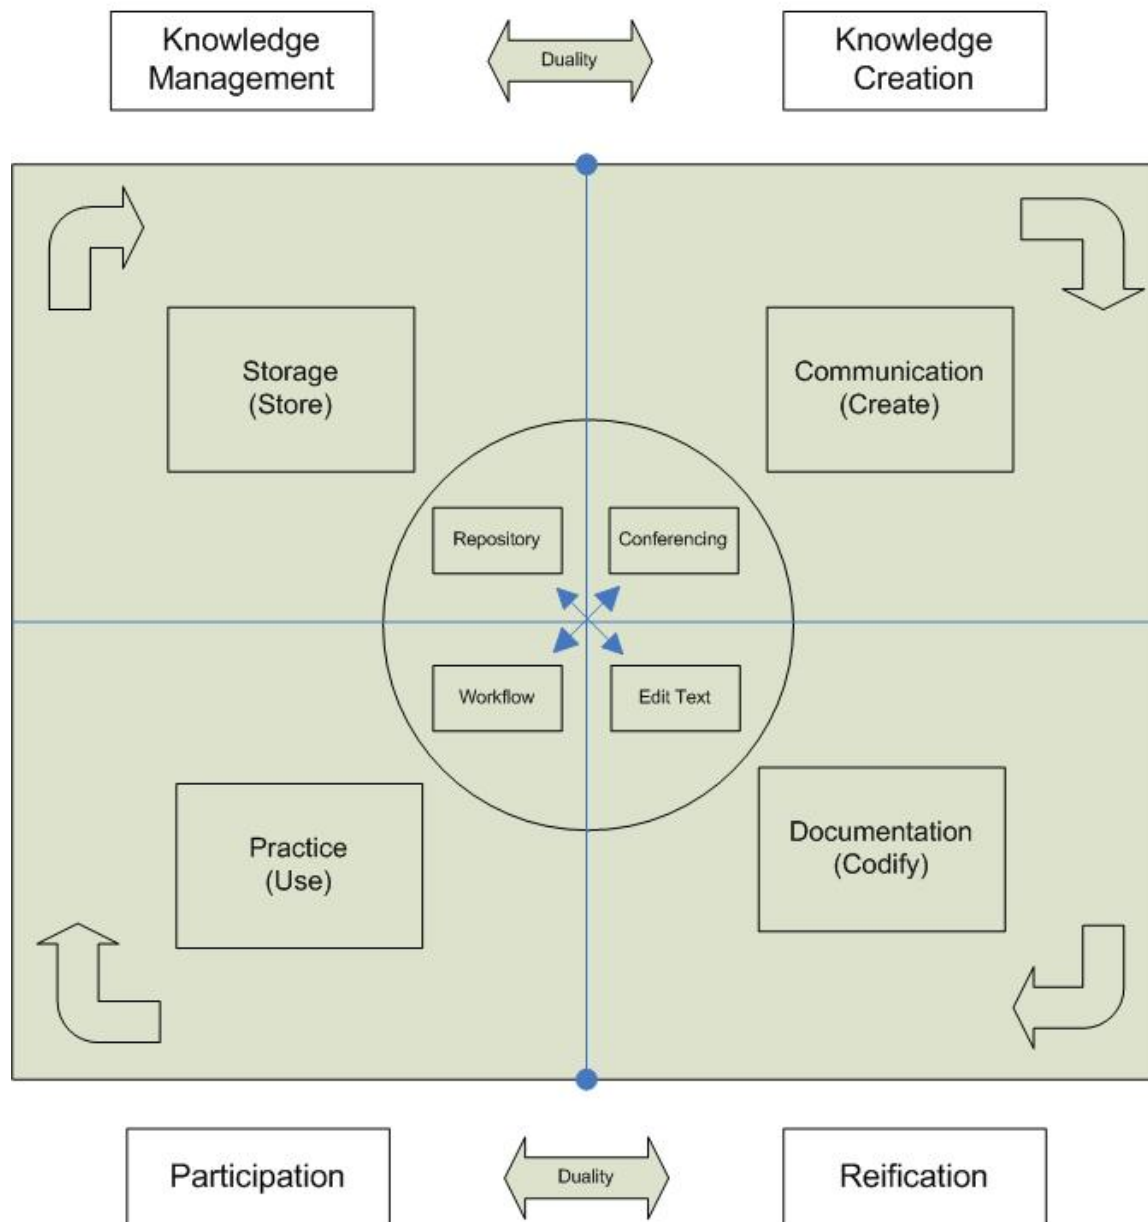 Knowledge
Management
Duality
Knowledge
Creation
Storage
(Store)
Communication
(Create)
Repository
Conferencing
Workflow
Edit Text
Practice
(Use)
Documentation
(Codify)
Participation
Duality
Reification